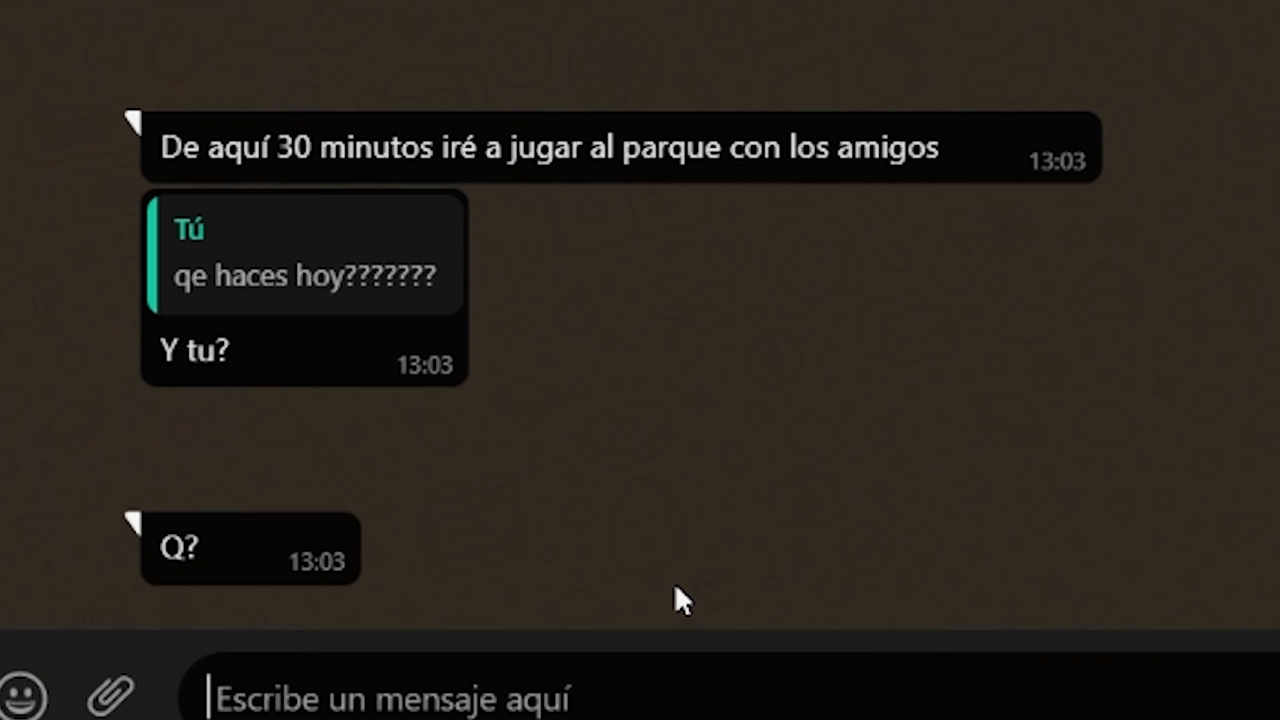 De aquí 30 minutos iré a jugar al parque con los amigos
13:03
Tú
qe haces hoy???????
Y tu?
13:03
Q?
13:03
Escribe un mensaje aquí